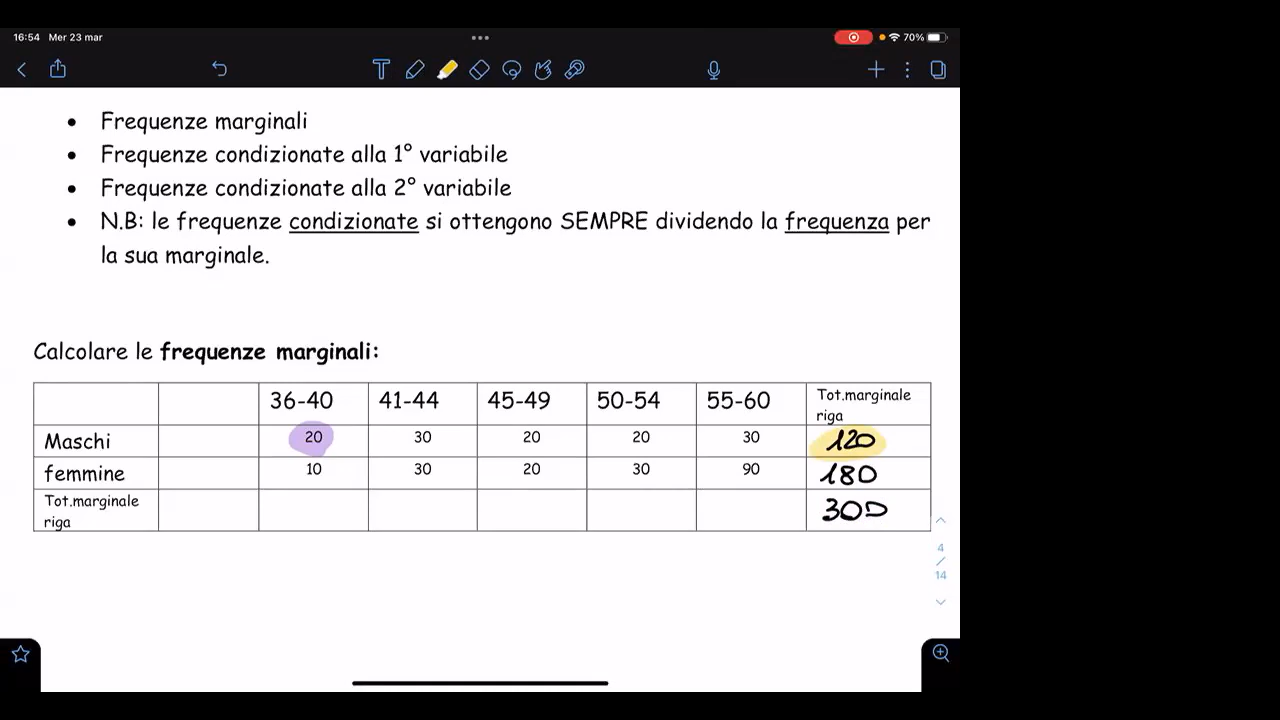 16:54 Mer 23 mar
70%
• Frequenze marginali
• Frequenze condizionate alla 1° variabile
• Frequenze condizionate alla 2° variabile
• N.B: le frequenze condizionate si ottengono SEMPRE dividendo la frequenza per
la sua marginale.
Calcolare le frequenze marginali:
36-40 41-44 45-49 50-54 55-60 Tot.marginale
riga
Maschi 20 30 20 20 30 120
femmine 10 30 20 30 90 180
Tot.marginale
riga 300
4
/
14